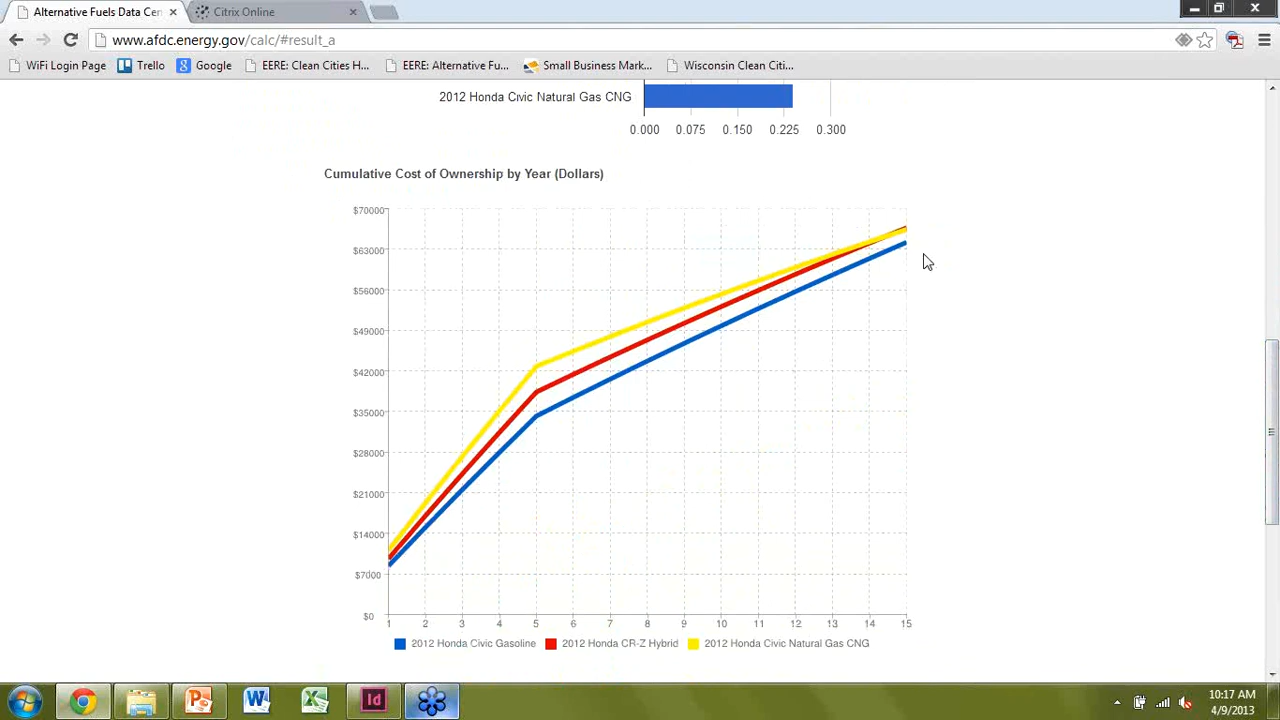 Alternative Fuels Data Cen
Citrix Online
www.afdc.energy.gov/calc/#result_a
WiFi Login Page
Trello
Google
EERE: Clean Cities H...
EERE: Alternative Fu...
Small Business Mark...
Wisconsin Clean Citi...
2012 Honda Civic Natural Gas CNG
0.000 0.075 0.150 0.225 0.300
Cumulative Cost of Ownership by Year (Dollars)
$70000
$63000
$56000
$49000
$42000
$35000
$28000
$21000
$14000
$7000
$0
1 2 3 4 5 6 7 8 9 10 11 12 13 14 15
2012 Honda Civic Gasoline 2012 Honda CR-Z Hybrid 2012 Honda Civic Natural Gas CNG
10:17 AM
4/9/2013